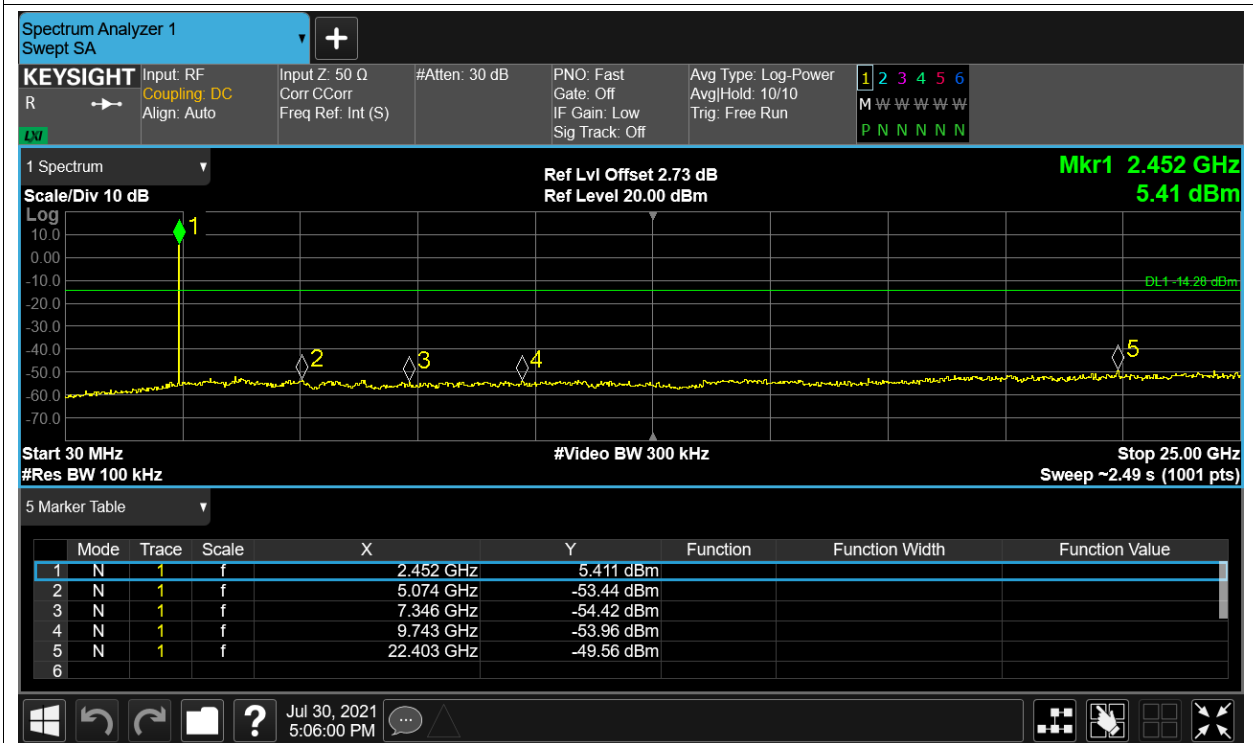 Spectrum Analyzer 1
Swept SA
KEYSIGHT Input: RF Input Z: 50 Ω #Atten: 30 dB PNO: Fast Avg Type: Log-Power 1 2 3 4 5 6
R Coupling: DC Corr CCorr Gate: Off Avg|Hold: 10/10 M W W W W W
Align: Auto Freq Ref: Int (S) IF Gain: Low Trig: Free Run
LXI Sig Track: Off P N N N N N
1 Spectrum Ref Lvl Offset 2.73 dB Mkr1 2.452 GHz
Scale/Div 10 dB Ref Level 20.00 dBm 5.41 dBm
Log
1
10.0
0.00
-10.0 DL1 -14.28 dBm
-20.0
-30.0
-40.0 2 3 4 5
-50.0
-60.0
-70.0
Start 30 MHz #Video BW 300 kHz Stop 25.00 GHz
#Res BW 100 kHz Sweep ~2.49 s (1001 pts)
5 Marker Table
Mode Trace Scale X Y Function Function Width Function Value
1 N 1 f 2.452 GHz 5.411 dBm
2 N 1 f 5.074 GHz -53.44 dBm
3 N 1 f 7.346 GHz -54.42 dBm
4 N 1 f 9.743 GHz -53.96 dBm
5 N 1 f 22.403 GHz -49.56 dBm
6
? Jul 30, 2021
5:06:00 PM